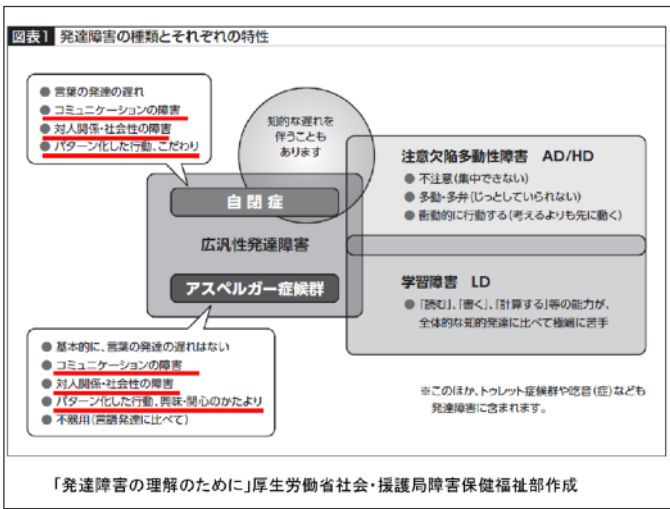 図表1 発達障害の種類とそれぞれの特性
● 言葉の発達の遅れ
● コミュニケーションの障害
● 対人関係・社会性の障害
● パターン化した行動、こだわり
知的な遅れを
伴うことも
あります
自閉症
広汎性発達障害
アスペルガー症候群
注意欠陥多動性障害 AD/HD
● 不注意(集中できない)
● 多動・多弁(じっとしていられない)
● 衝動的に行動する(考えるよりも先に動く)
学習障害 LD
● 「読む」、「書く」、「計算する」等の能力が、
全体的な知的発達に比べて極端に苦手
● 基本的に、言葉の発達の遅れはない
● コミュニケーションの障害
● 対人関係・社会性の障害
● パターン化した行動、興味・関心のかたより
● 不器用(言語発達に比べて)
※このほか、トゥレット症候群や吃音(症)なども
発達障害に含まれます。
「発達障害の理解のために」厚生労働省社会・援護局障害保健福祉部作成